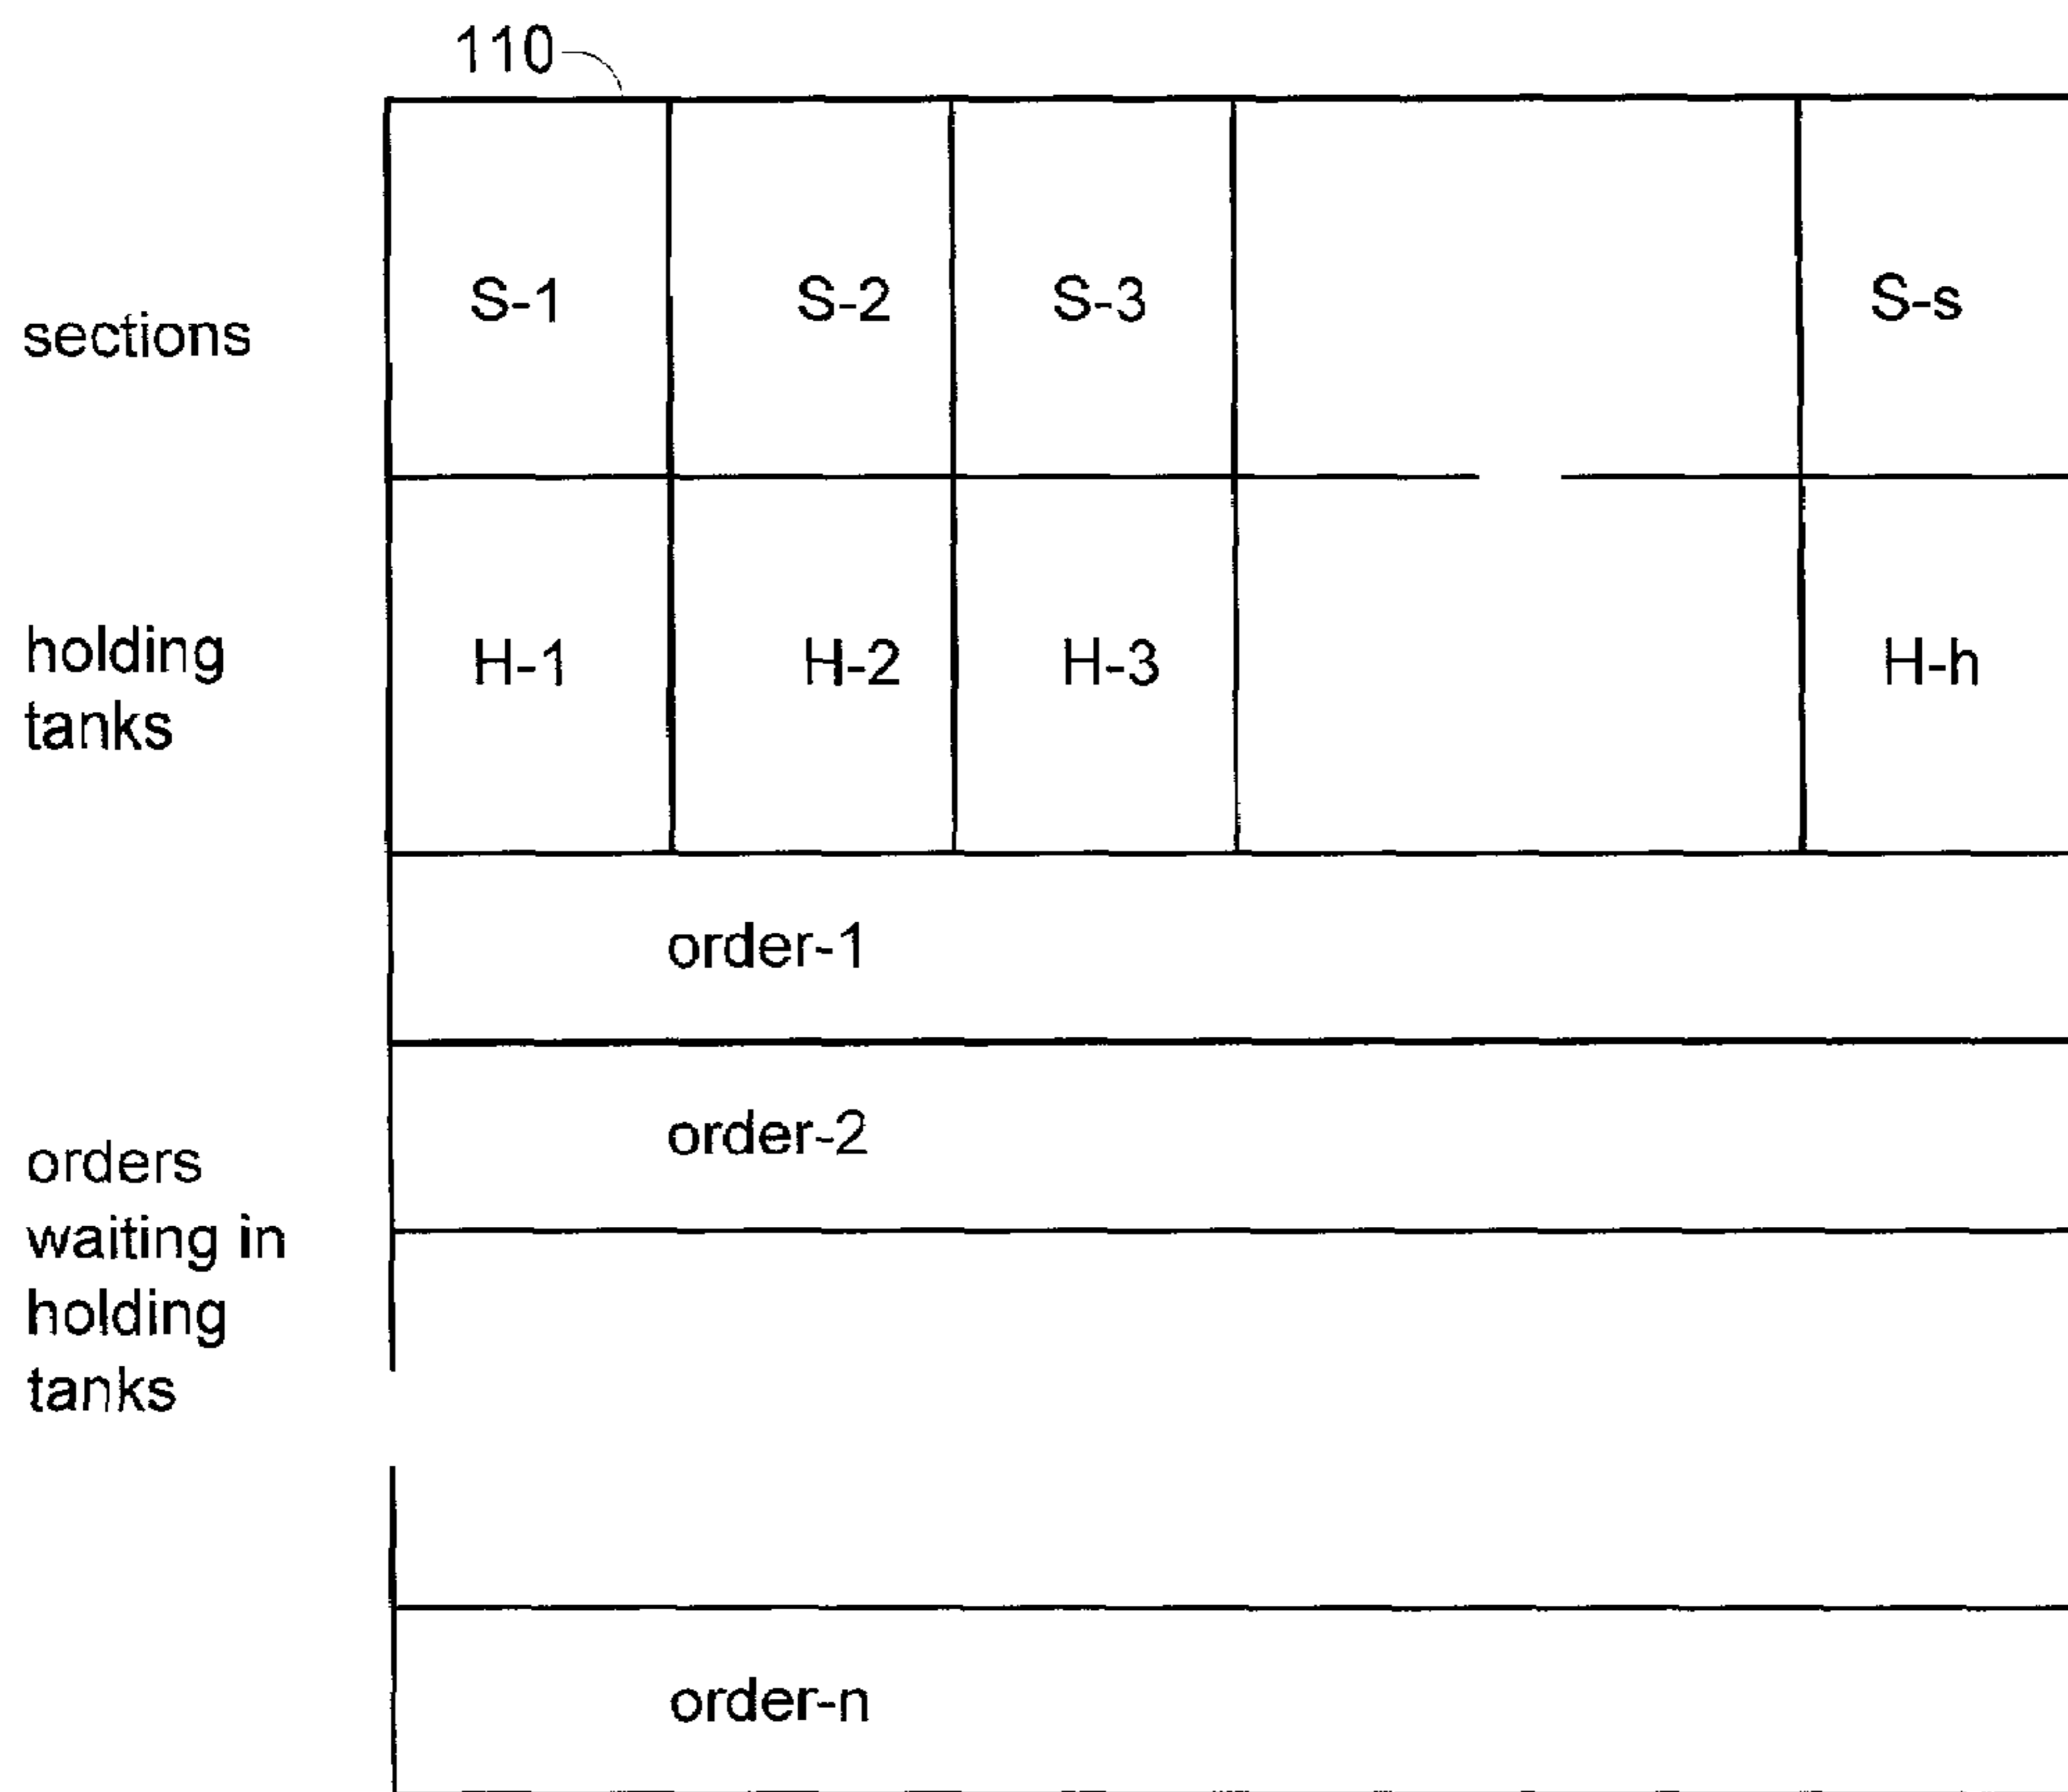 110
S-1 S-2 S-3 S-s
sections
H-1 H-2 H-3 H-h
holding
tanks
order-1
order-2
orders
waiting in
holding
tanks
order-n